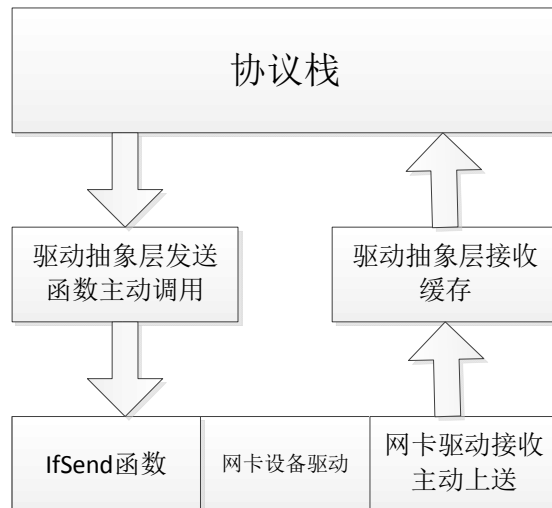 协议栈
驱动抽象层发送
函数主动调用
驱动抽象层接收
缓存
IfSend函数
网卡设备驱动
网卡驱动接收
主动上送